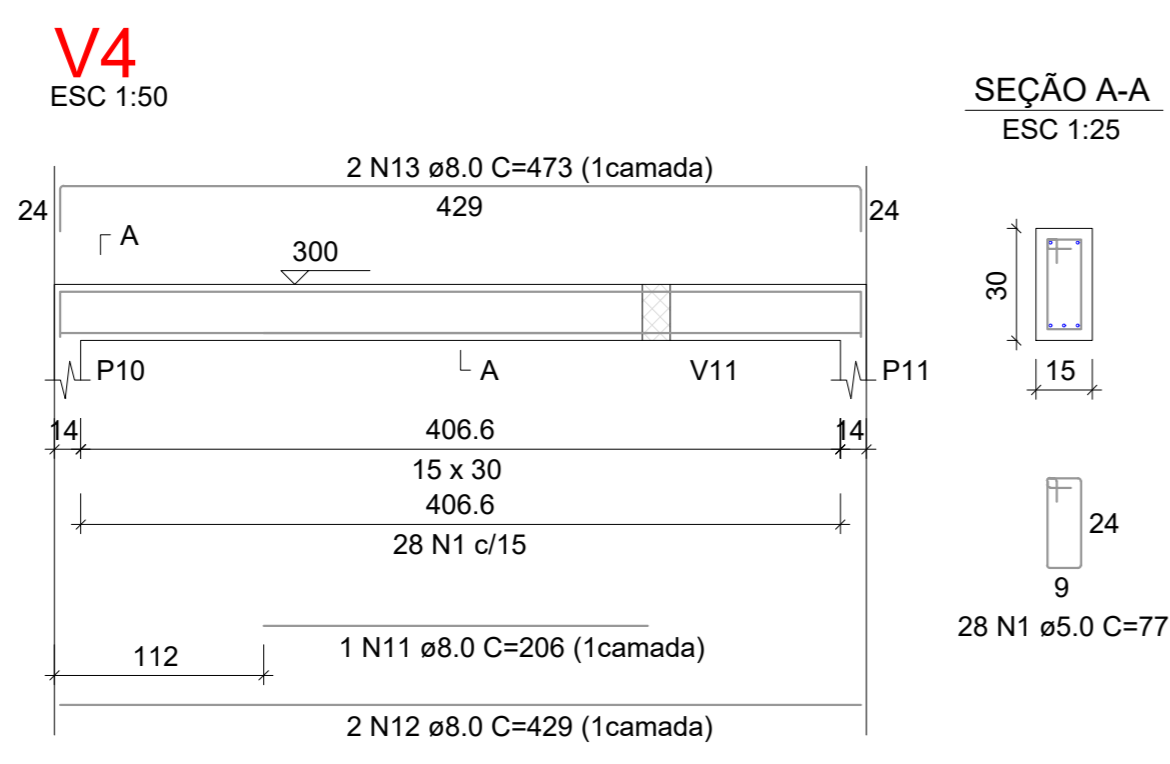 V4
ESC 1:50
SEÇÃO A-A
ESC 1:25
2 N13 ø8.0 C=473 (1camada)
24
429
24
A
300
30
P10
A
V11
P11
15
14
406.6
14
15 x 30
406.6
28 N1 c/15
24
9
28 N1 ø5.0 C=77
1 N11 ø8.0 C=206 (1camada)
112
2 N12 ø8.0 C=429 (1camada)